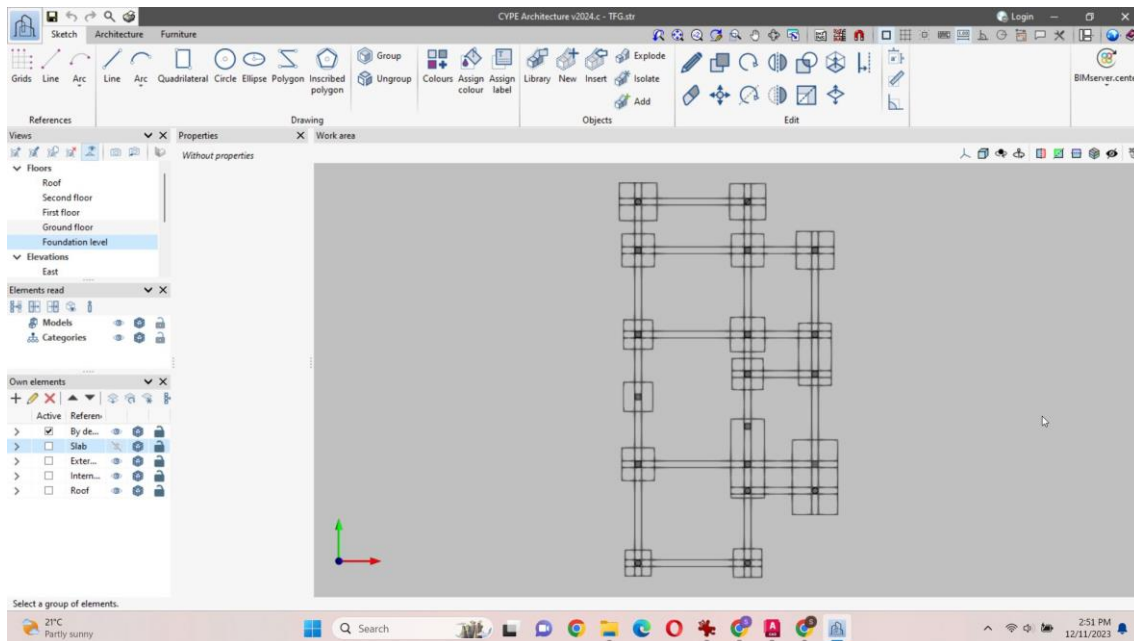 CYPE Architecture v2024.c - TFG.str
Login
Sketch Architecture Furniture
Group
Explode
Grids Line Arc Line Arc Quadrilateral Circle Ellipse Polygon Inscribed polygon
Ungroup
Colours Assign colour Assign label
Library New Insert
Isolate
Add
BIMserver.cente
References Drawing Objects Edit
Views Properties Work area
Without properties
Floors
Roof
Second floor
First floor
Ground floor
Foundation level
Elevations
East
Elements read
Models
Categories
Own elements
Active Referen
By de...
Slab
Exter...
Intern...
Roof
Select a group of elements.
21°C
Partly sunny
Search
2:51 PM
12/11/2023